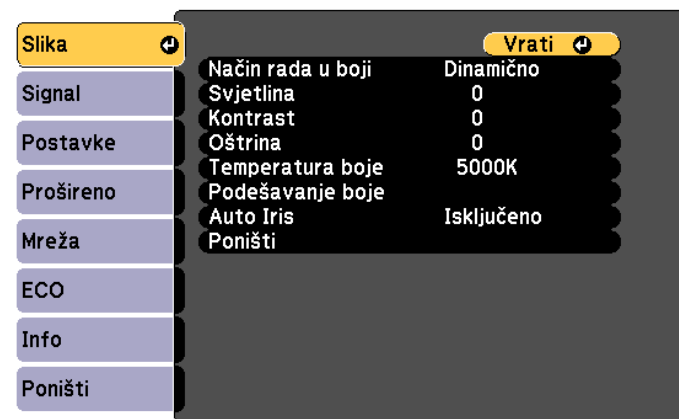 Slika
Signal
Postavke
Prošireno
Mreža
ECO
Info
Poništi
Vrati
Način rada u boji Dinamično
Svjetlina 0
Kontrast 0
Oštrina 0
Temperatura boje 5000K
Podešavanje boje
Auto Iris Isključeno
Poništi